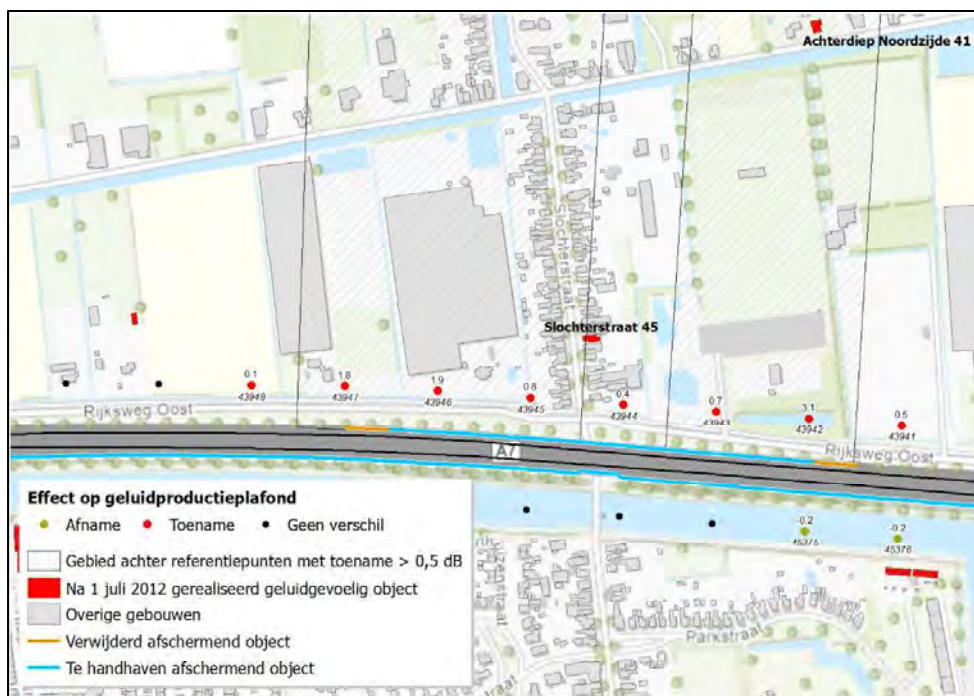 Achterdiep Noordzijde 41
Slochterstraat
Slochterstraat 45
0.1
43948
1.8
43947
1.9
43946
0.8
43945
0.4
43944
0.7
43943
3.1
43942
0.5
43941
Rijksweg Oost
Rijksweg Oost
A7
Effect op geluidproductieplafond
Afname
Toename
Geen verschil
Gebied achter referentiepunten met toename > 0,5 dB
Na 1 juli 2012 gerealiseerd geluidgevoelig object
Overige gebouwen
Verwijderd afschermend object
Te handhaven afschermend object
-0.2
45375
-0.2
45376
Parkstraat